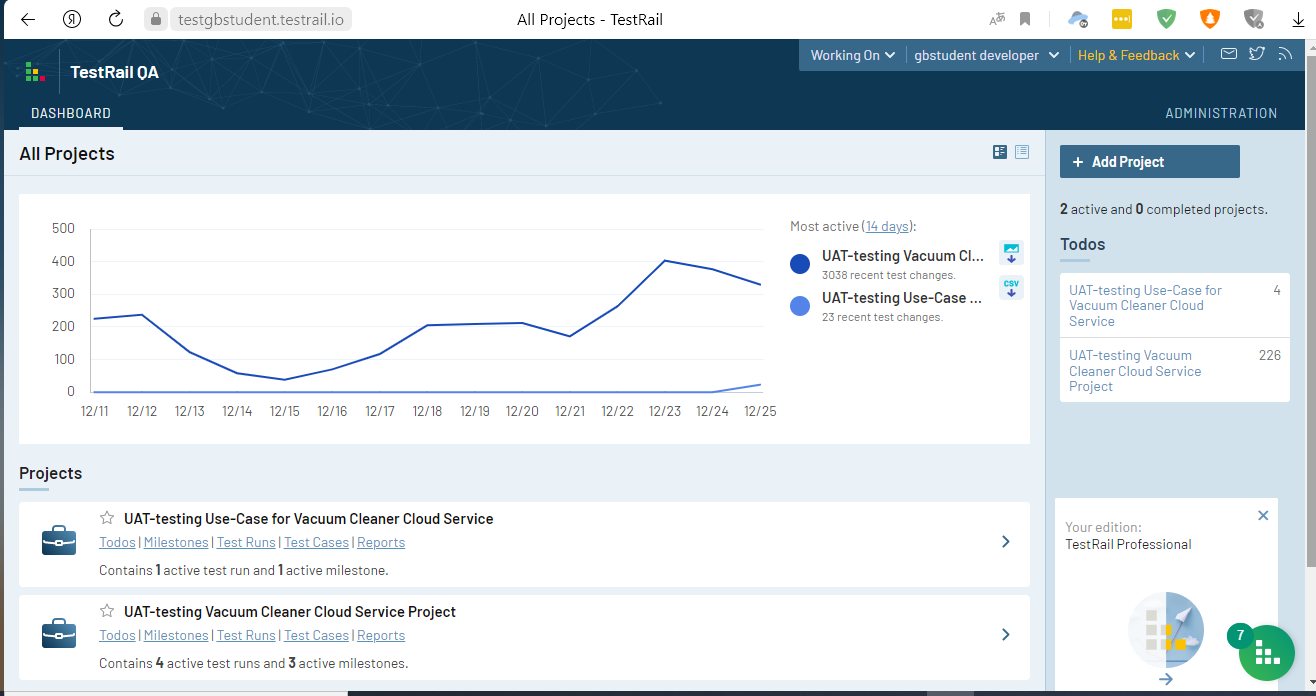 testgbstudent.testrail.io
All Projects - TestRail
TestRail QA
Working On
gbstudent developer
Help & Feedback
DASHBOARD
ADMINISTRATION
All Projects
500
400
300
200
100
0
12/11 12/12 12/13 12/14 12/15 12/16 12/17 12/18 12/19 12/20 12/21 12/22 12/23 12/24 12/25
Most active (14 days):
UAT-testing Vacuum Cl...
3038 recent test changes.
UAT-testing Use-Case ...
23 recent test changes.
CSV
Projects
UAT-testing Use-Case for Vacuum Cleaner Cloud Service
Todos | Milestones | Test Runs | Test Cases | Reports
Contains 1 active test run and 1 active milestone.
UAT-testing Vacuum Cleaner Cloud Service Project
Todos | Milestones | Test Runs | Test Cases | Reports
Contains 4 active test runs and 3 active milestones.
+ Add Project
2 active and 0 completed projects.
Todos
UAT-testing Use-Case for 4
Vacuum Cleaner Cloud
Service
UAT-testing Vacuum 226
Cleaner Cloud Service
Project
Your edition:
TestRail Professional
7